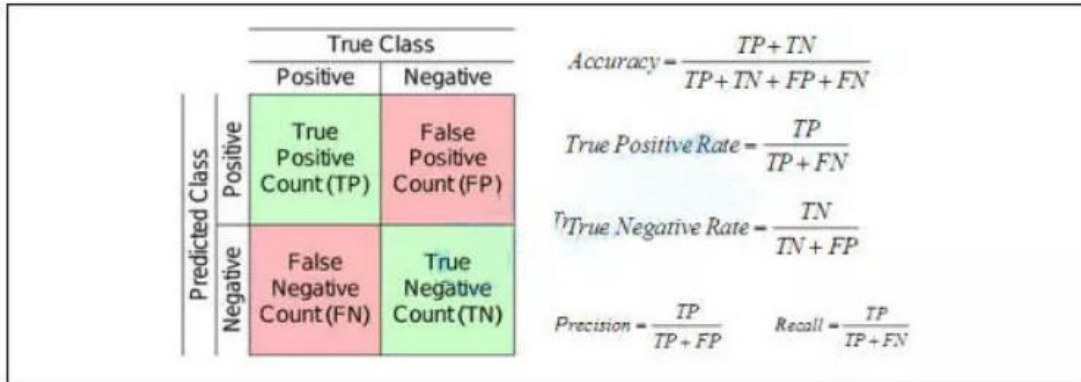 True Class
Positive Negative
Predicted Class
Positive
True
Positive
Count (TP)
False
Positive
Count (FP)
Negative
False
Negative
Count (FN)
True
Negative
Count (TN)
Accuracy = TP + TN / TP + TN + FP + FN
True Positive Rate = TP / TP + FN
True Negative Rate = TN / TN + FP
Precision = TP / TP + FP
Recall = TP / TP + FN